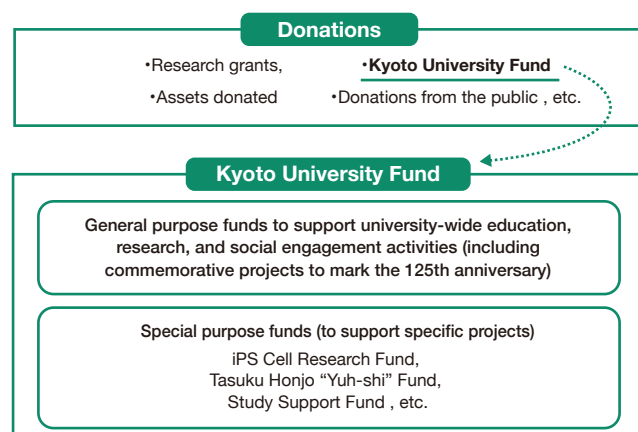 Donations
•Research grants, •Kyoto University Fund
•Assets donated •Donations from the public , etc.
Kyoto University Fund
General purpose funds to support university-wide education,
research, and social engagement activities (including
commemorative projects to mark the 125th anniversary)
Special purpose funds (to support specific projects)
iPS Cell Research Fund,
Tasuku Honjo “Yuh-shi” Fund,
Study Support Fund , etc.